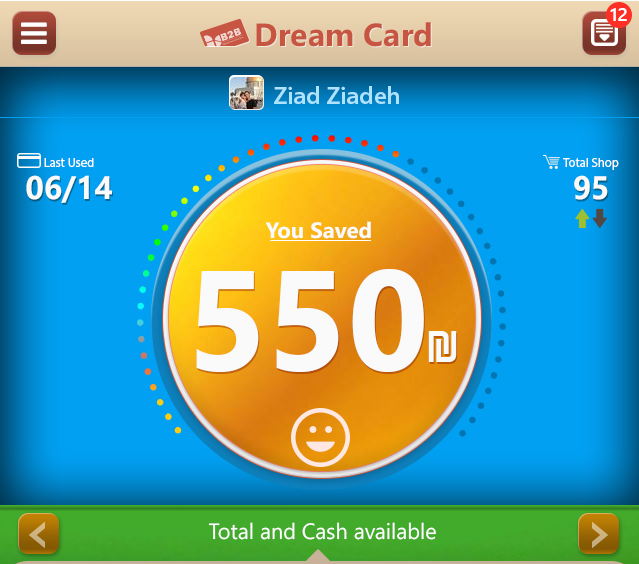 12
B2B Dream Card
Ziad Ziadeh
Last Used
06/14
Total Shop
95
You Saved
550₪
Total and Cash available